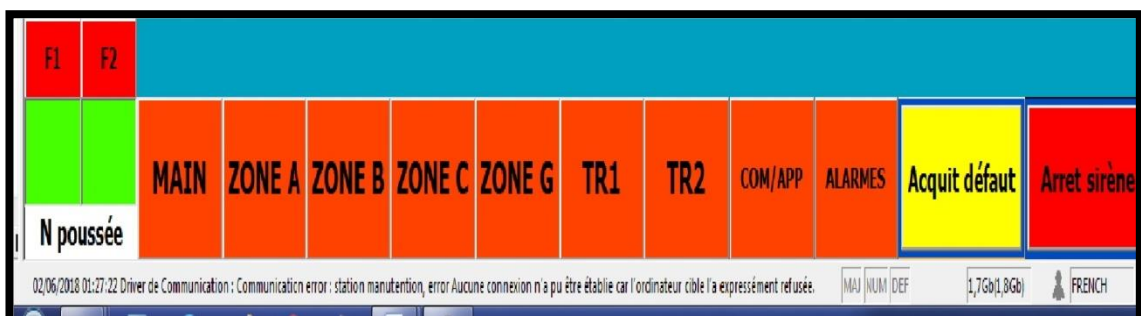 F1 F2
MAIN ZONE A ZONE B ZONE C ZONE G TR1 TR2 COM/APP ALARMES Acquit défaut Arret sirène
N poussée
02/06/2018 01:27:22 Driver de Communication : Communication error : station manutention, error Aucune connexion n'a pu être établie car l'ordinateur cible l'a expressément refusée. MAJ NUM DEF 1,7Gb(1,8Gb) FRENCH